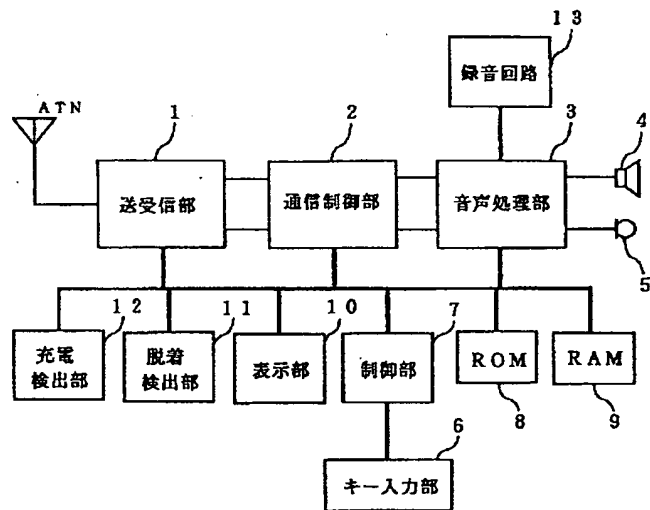 13
録音回路
ATN
1
2
3
4
送受信部
通信制御部
音声処理部
5
12
11
10
7
充電
検出部
脱着
検出部
表示部
制御部
ROM
RAM
8
9
6
キー入力部